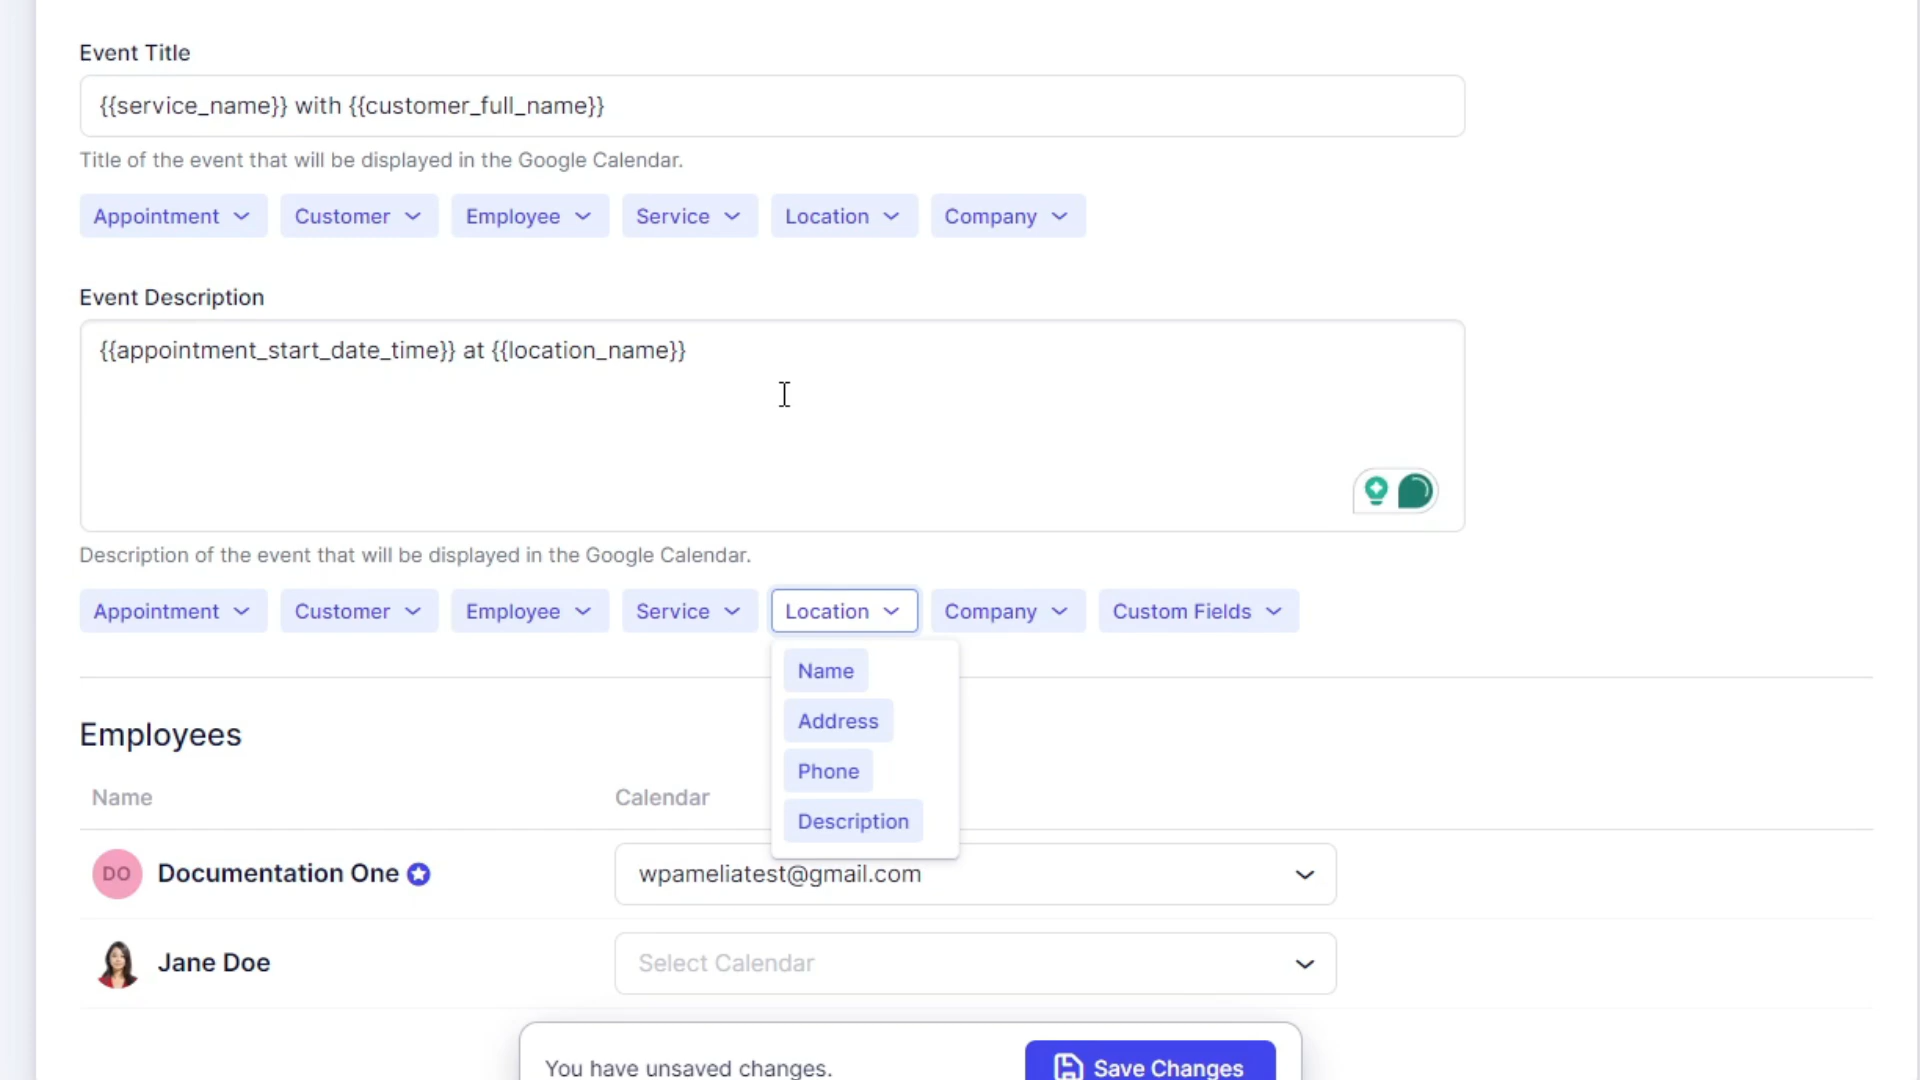 Event Title
{{service_name}} with {{customer_full_name}}
Title of the event that will be displayed in the Google Calendar.
Appointment Customer Employee Service Location Company
Event Description
{{appointment_start_date_time}} at {{location_name}}
Description of the event that will be displayed in the Google Calendar.
Appointment Customer Employee Service Location Company Custom Fields
Name
Address
Phone
Description
Employees
Name Calendar
DO Documentation One wpameliatest@gmail.com
Jane Doe Select Calendar
You have unsaved changes. Save Changes